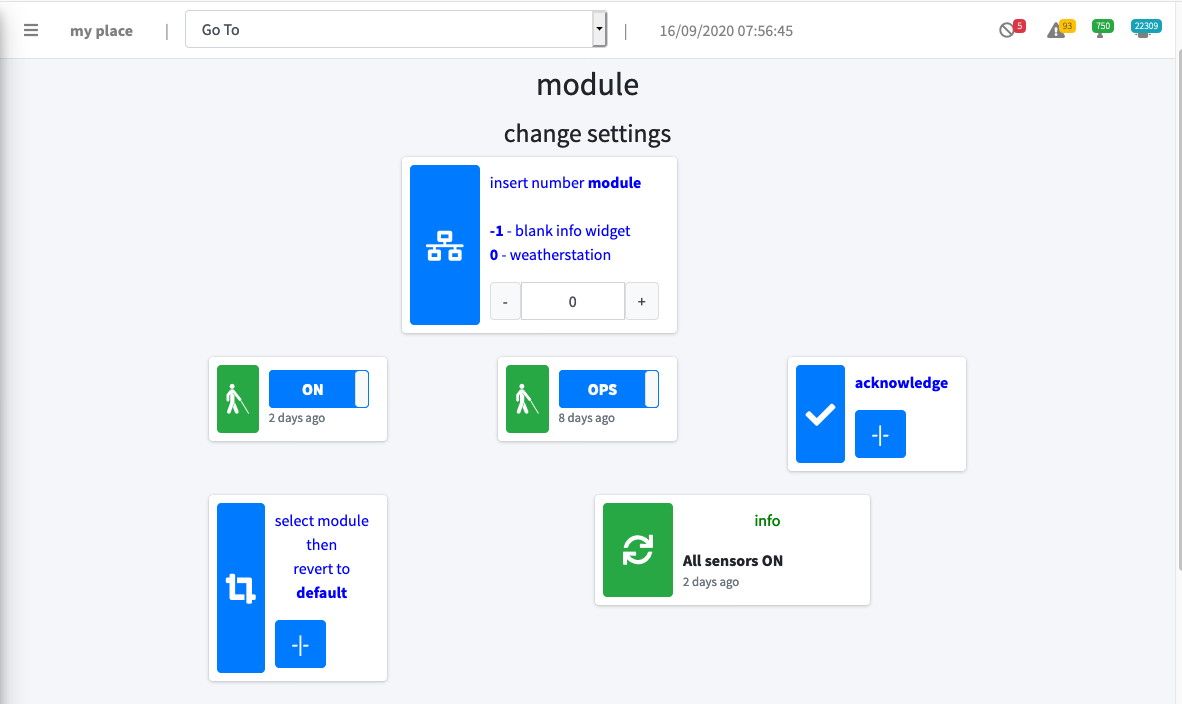 my place | Go To | 16/09/2020 07:56:45 5 93 750 22309
module
change settings
insert number module
-1 - blank info widget
0 - weatherstation
- 0 +
ON
2 days ago
OPS
8 days ago
acknowledge
select module
then
revert to
default
info
All sensors ON
2 days ago